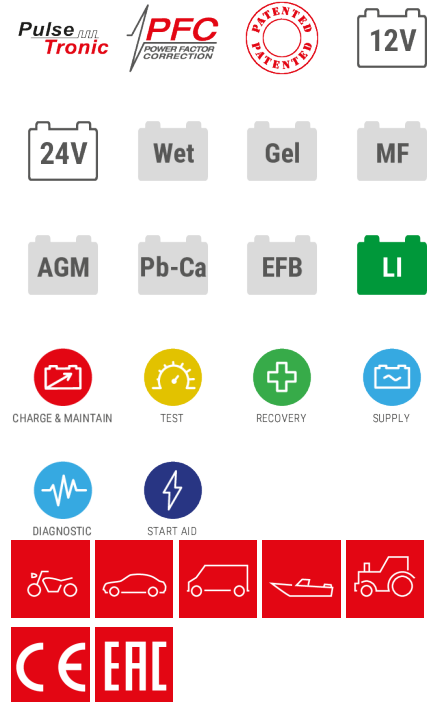 Pulse
Tronic
PFC
POWER FACTOR
CORRECTION
PATENTED
PATENTED
12V
24V
Wet
Gel
MF
AGM
Pb-Ca
EFB
LI
CHARGE & MAINTAIN
TEST
RECOVERY
SUPPLY
DIAGNOSTIC
START AID
CE
EAC